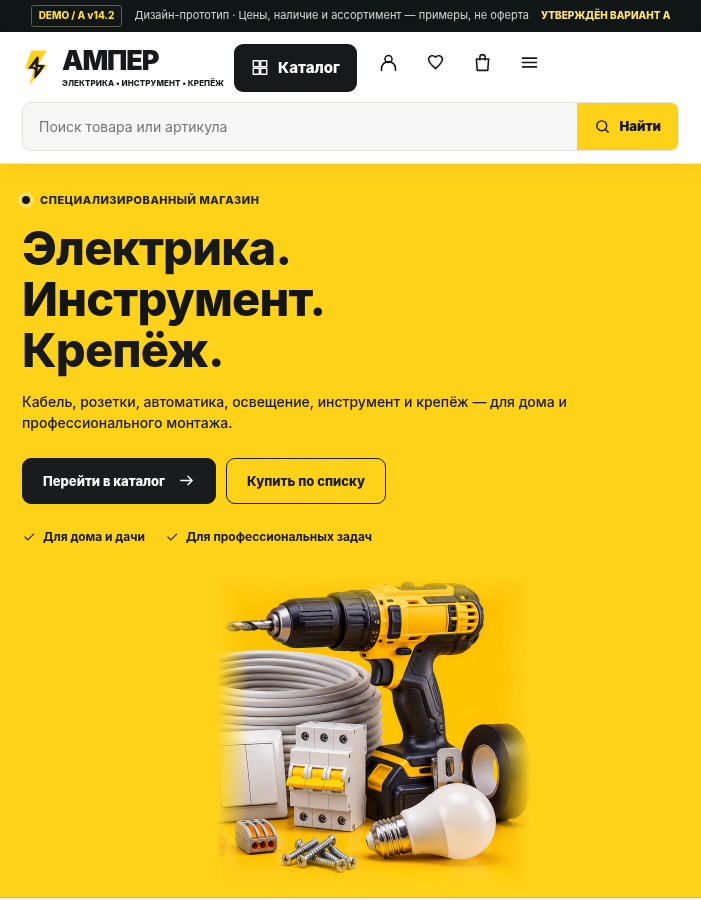 DEMO / A v14.2 Дизайн-прототип · Цены, наличие и ассортимент — примеры, не оферта УТВЕРЖДЁН ВАРИАНТ А
АМПЕР
ЭЛЕКТРИКА • ИНСТРУМЕНТ • КРЕПЁЖ
Каталог
Поиск товара или артикула
Найти
СПЕЦИАЛИЗИРОВАННЫЙ МАГАЗИН
Электрика.
Инструмент.
Крепёж.
Кабель, розетки, автоматика, освещение, инструмент и крепёж — для дома и
профессионального монтажа.
Перейти в каталог
Купить по списку
Для дома и дачи
Для профессиональных задач